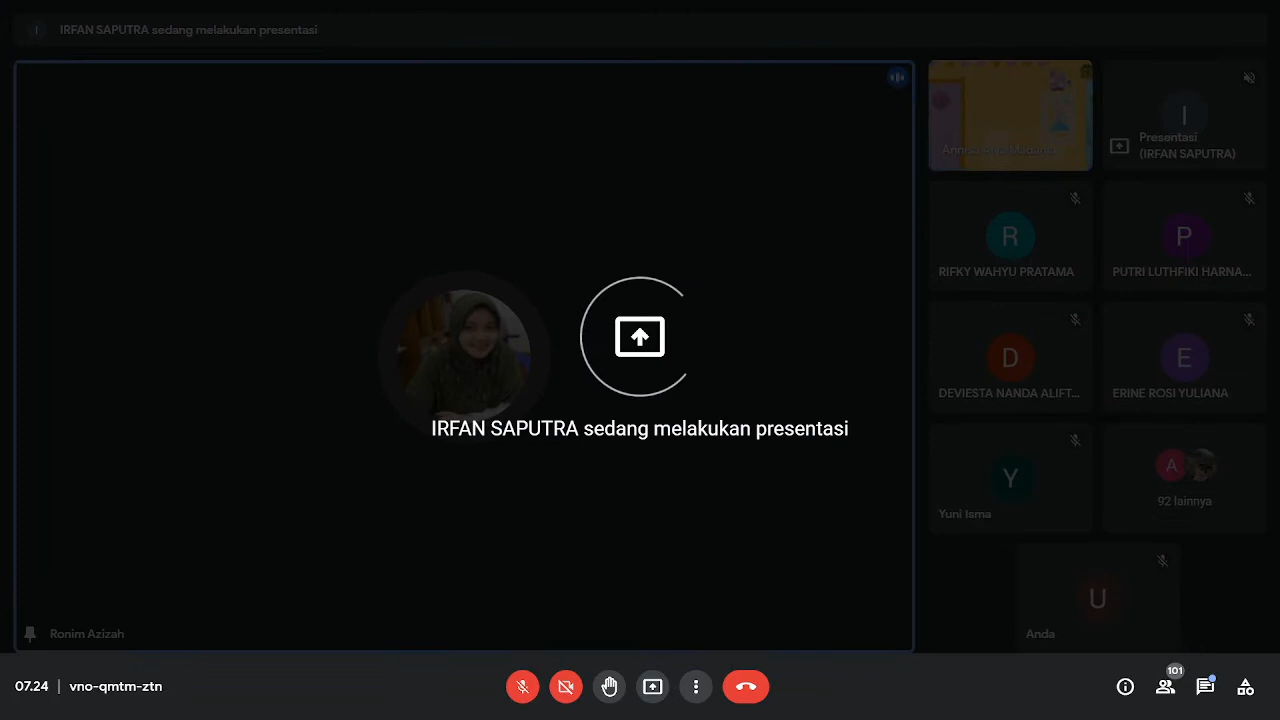 I IRFAN SAPUTRA sedang melakukan presentasi
I
Presentasi
(IRFAN SAPUTRA)
R
RIFKY WAHYU PRATAMA
P
PUTRI LUTHFIKI HARNA...
D
DEVIESTA NANDA ALIFT...
E
ERINE ROSI YULIANA
IRFAN SAPUTRA sedang melakukan presentasi
Y
Yuni Isma
A
92 lainnya
U
Anda
Ronim Azizah
07.24 | vno-qmtm-ztn
101